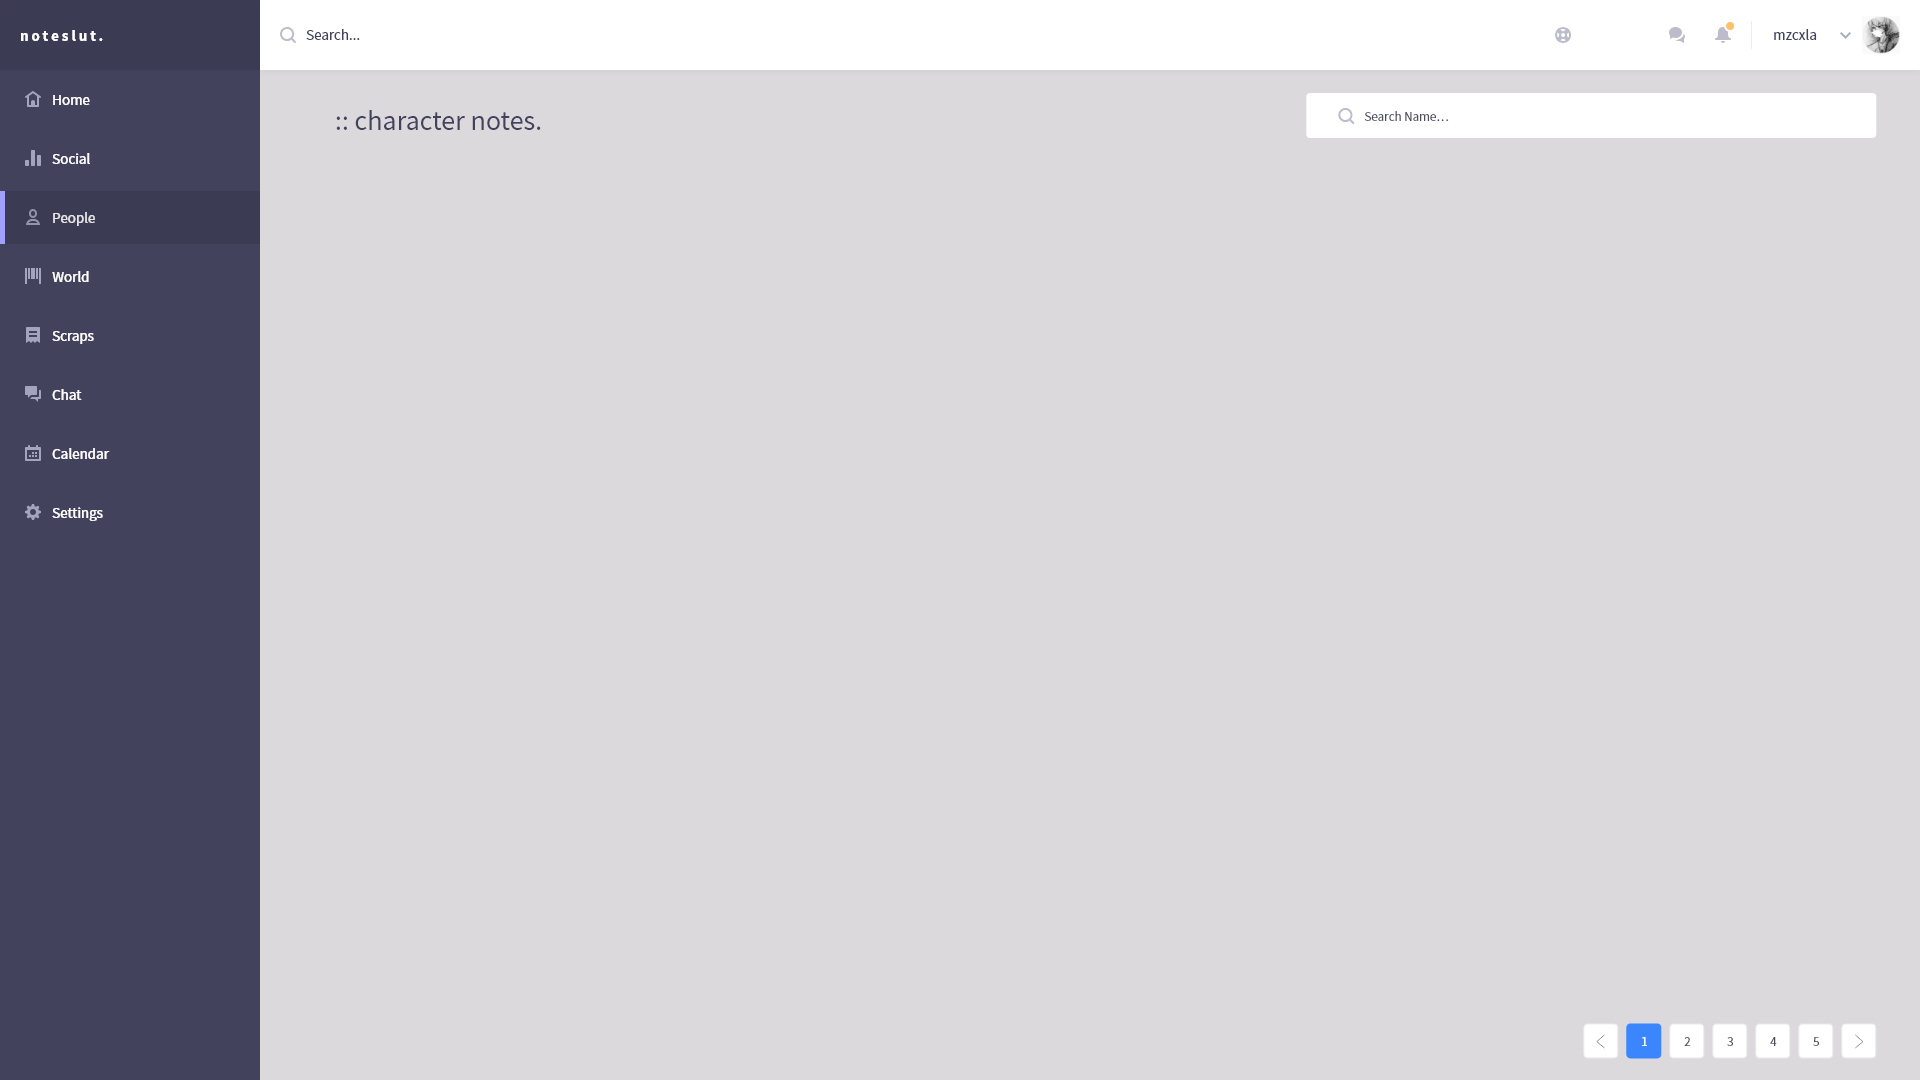 noteslut.
Search...
mzcxla
Home
Social
People
World
Scraps
Chat
Calendar
Settings
:: character notes.
Search Name...
1 2 3 4 5